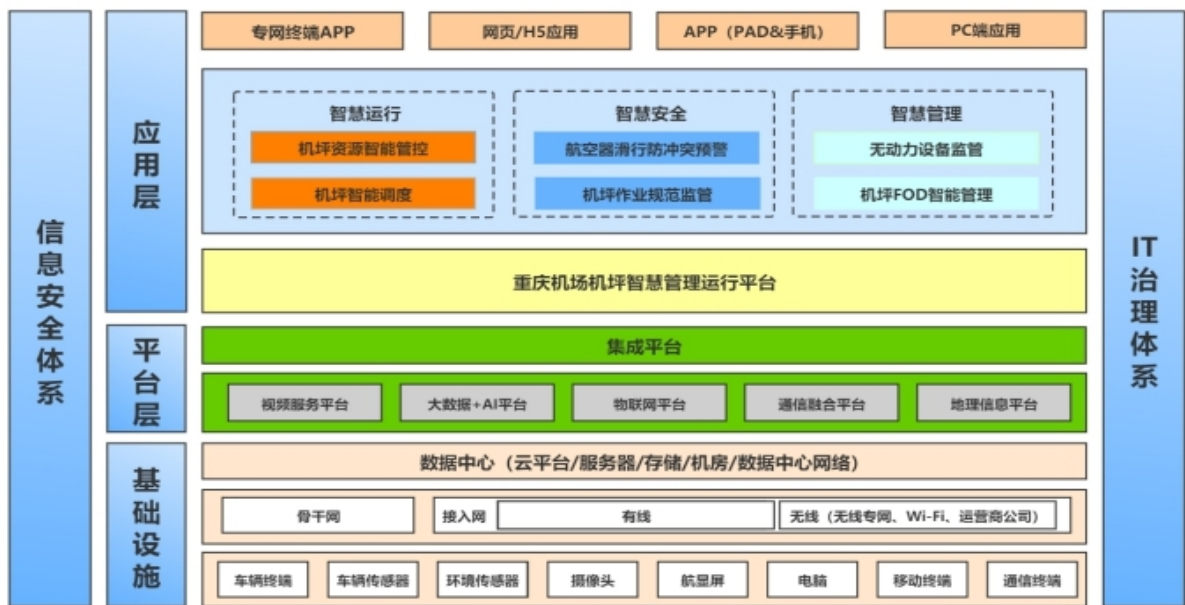 信息安全体系
应用层
专网终端APP
网页/H5应用
APP（PAD&手机）
PC端应用
智慧运行
机坪资源智能管控
机坪智能调度
智慧安全
航空器滑行防冲突预警
机坪作业规范监管
智慧管理
无动力设备监管
机坪FOD智能管理
重庆机场机坪智慧管理运行平台
平台层
集成平台
视频服务平台
大数据+AI平台
物联网平台
通信融合平台
地理信息平台
基础设施
数据中心（云平台/服务器/存储/机房/数据中心网络）
骨干网
接入网
有线
无线（无线专网、Wi-Fi、运营商公司）
车辆终端
车辆传感器
环境传感器
摄像头
航显屏
电脑
移动终端
通信终端
IT治理体系